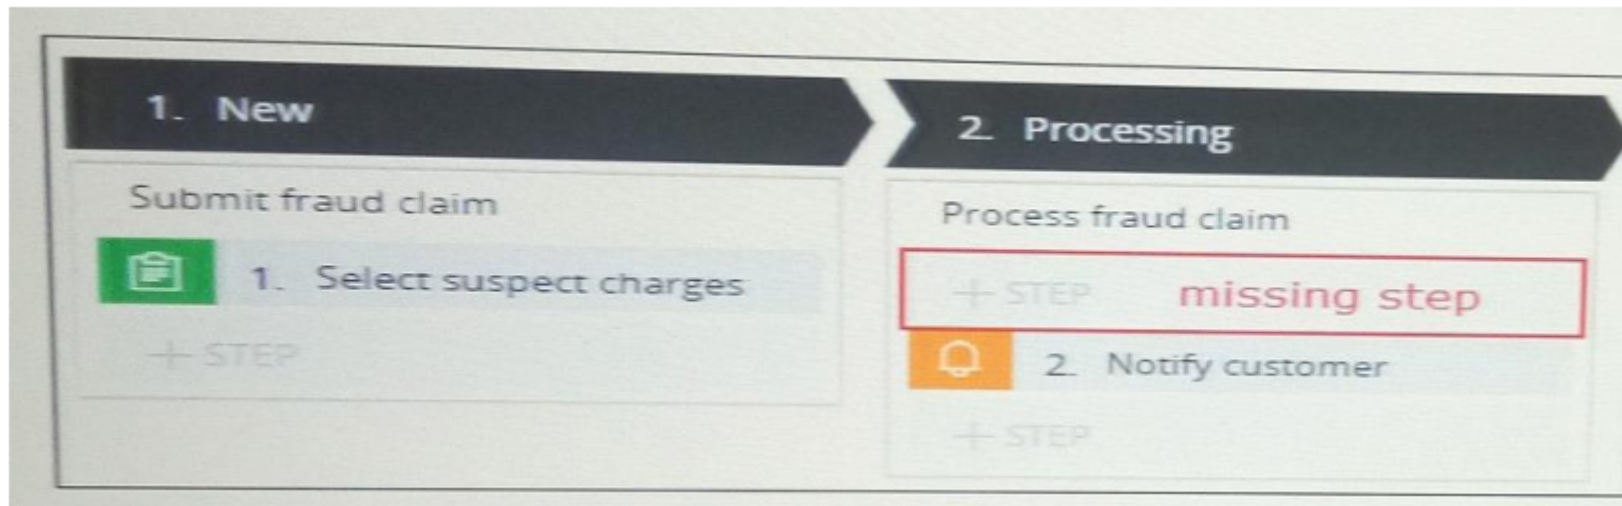 1. New
2. Processing
Submit fraud claim
1. Select suspect charges
+ STEP
Process fraud claim
+ STEP missing step
2. Notify customer
+ STEP